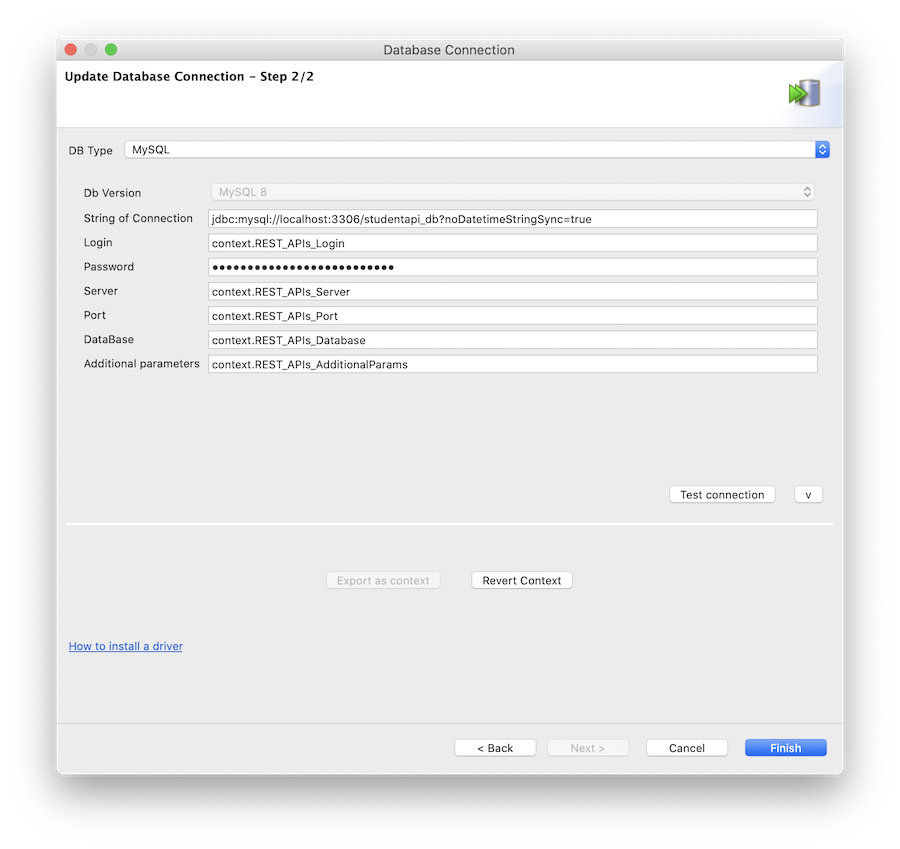 Database Connection
Update Database Connection – Step 2/2
DB Type MySQL
Db Version MySQL 8
String of Connection jdbc:mysql://localhost:3306/studentapi_db?noDatetimeStringSync=true
Login context.REST_APIs_Login
Password ••••••••••••••••••••••••••
Server context.REST_APIs_Server
Port context.REST_APIs_Port
DataBase context.REST_APIs_Database
Additional parameters context.REST_APIs_AdditionalParams
Test connection v
Export as context Revert Context
How to install a driver
< Back Next > Cancel Finish